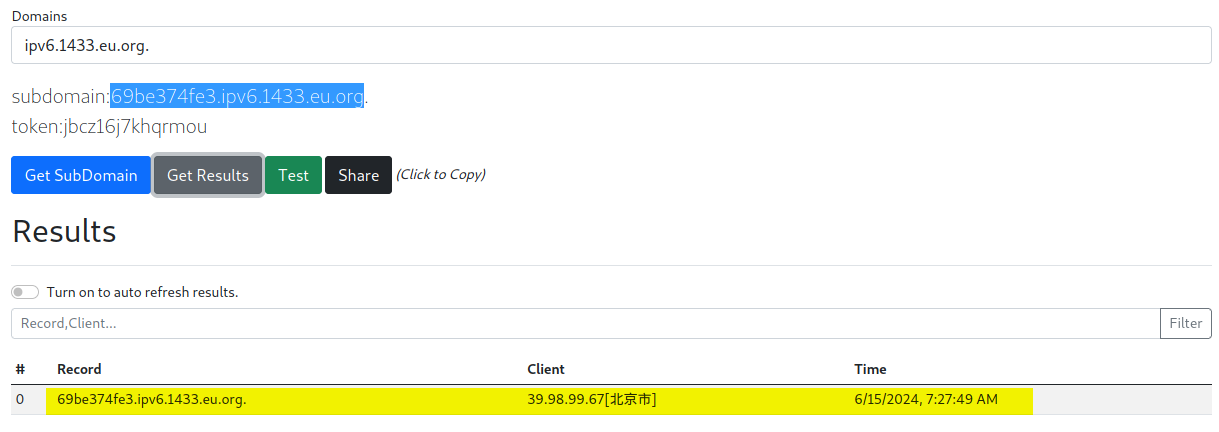 Domains
ipv6.1433.eu.org.
subdomain:69be374fe3.ipv6.1433.eu.org.
token:jbcz16j7khqrmou
Get SubDomain Get Results Test Share (Click to Copy)
Results
Turn on to auto refresh results.
Record,Client... Filter
# Record Client Time
0 69be374fe3.ipv6.1433.eu.org. 39.98.99.67[北京市] 6/15/2024, 7:27:49 AM